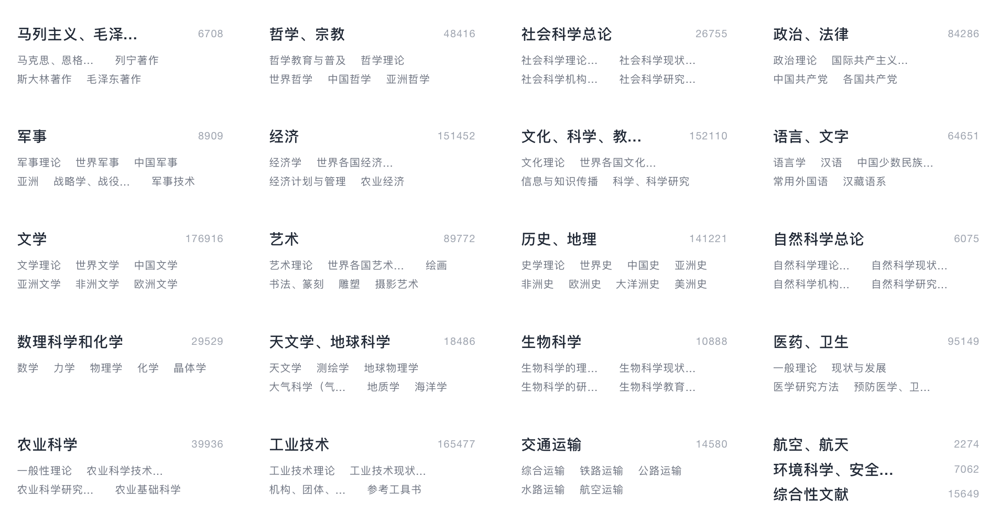 马列主义、毛泽... 6708
马克思、恩格... 列宁著作
斯大林著作 毛泽东著作
哲学、宗教 48416
哲学教育与普及 哲学理论
世界哲学 中国哲学 亚洲哲学
社会科学总论 26755
社会科学理论... 社会科学现状...
社会科学机构... 社会科学研究...
政治、法律 84286
政治理论 国际共产主义...
中国共产党 各国共产党
军事 8909
军事理论 世界军事 中国军事
亚洲 战略学、战役... 军事技术
经济 151452
经济学 世界各国经济...
经济计划与管理 农业经济
文化、科学、教... 152110
文化理论 世界各国文化...
信息与知识传播 科学、科学研究
语言、文字 64651
语言学 汉语 中国少数民族...
常用外国语 汉藏语系
文学 176916
文学理论 世界文学 中国文学
亚洲文学 非洲文学 欧洲文学
艺术 89772
艺术理论 世界各国艺术... 绘画
书法、篆刻 雕塑 摄影艺术
历史、地理 141221
史学理论 世界史 中国史 亚洲史
非洲史 欧洲史 大洋洲史 美洲史
自然科学总论 6075
自然科学理论... 自然科学现状...
自然科学机构... 自然科学研究...
数理科学和化学 29529
数学 力学 物理学 化学 晶体学
天文学、地球科学 18486
天文学 测绘学 地球物理学
大气科学（气... 地质学 海洋学
生物科学 10888
生物科学的理... 生物科学现状...
生物科学的研... 生物科学教育...
医药、卫生 95149
一般理论 现状与发展
医学研究方法 预防医学、卫...
农业科学 39936
一般性理论 农业科学技术...
农业科学研究... 农业基础科学
工业技术 165477
工业技术理论 工业技术现状...
机构、团体、... 参考工具书
交通运输 14580
综合运输 铁路运输 公路运输
水路运输 航空运输
航空、航天 2274
环境科学、安全... 7062
综合性文献 15649